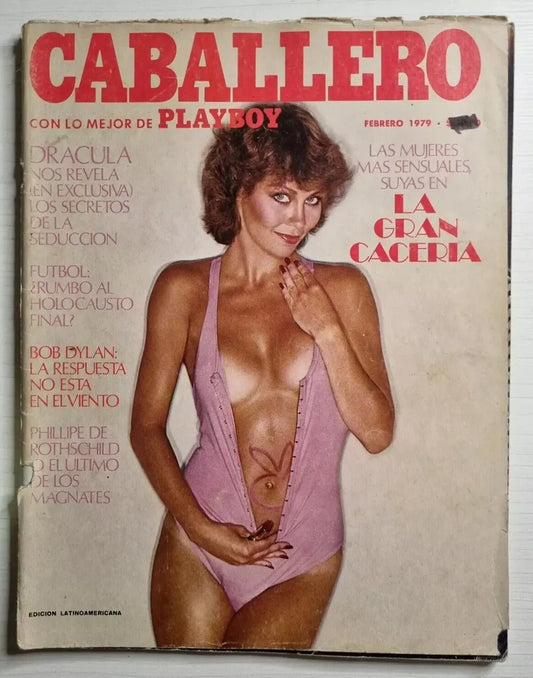 CABALLERO
CON LO MEJOR DE PLAYBOY
FEBRERO 1979 -
DRACULA
NOS REVELA
(EN EXCLUSIVA)
LOS SECRETOS
DE LA
SEDUCCION
FUTBOL:
¿RUMBO AL
HOLOCAUSTO
FINAL?
BOB DYLAN:
LA RESPUESTA
NO ESTA
EN EL VIENTO
PHILLIPE DE
ROTHSCHILD
O EL ULTIMO
DE LOS
MAGNATES
LAS MUJERES
MAS SENSUALES,
SUYAS EN
LA
GRAN
CACERIA
EDICION LATINOAMERICANA